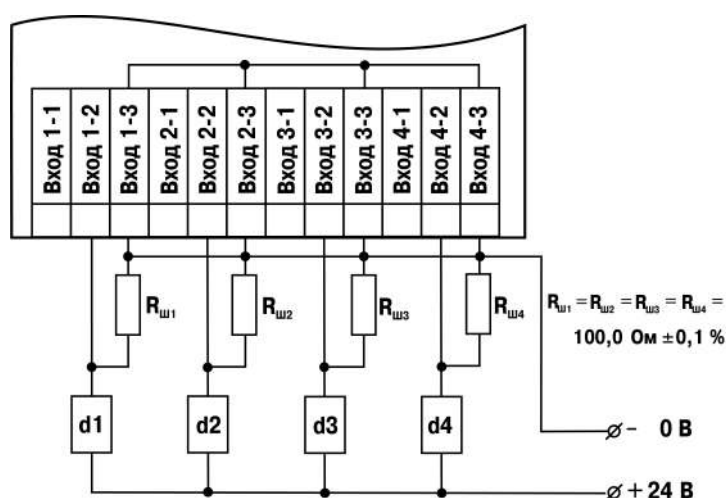 Вход 1-1
Вход 1-2
Вход 1-3
Вход 2-1
Вход 2-2
Вход 2-3
Вход 3-1
Вход 3-2
Вход 3-3
Вход 4-1
Вход 4-2
Вход 4-3
Rш1
Rш2
Rш3
Rш4
Rш1 = Rш2 = Rш3 = Rш4 =
100,0 Ом ±0,1 %
d1
d2
d3
d4
- 0 В
+ 24 В